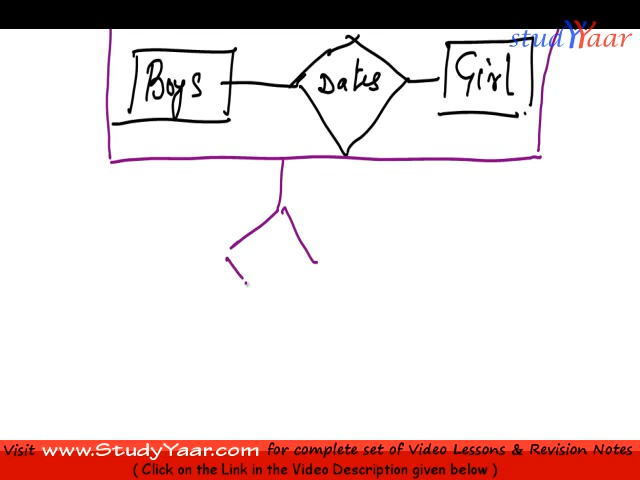 studYYaar
Boys Dates Girl
Visit www.StudyYaar.com for complete set of Video Lessons & Revision Notes
( Click on the Link in the Video Description given below )